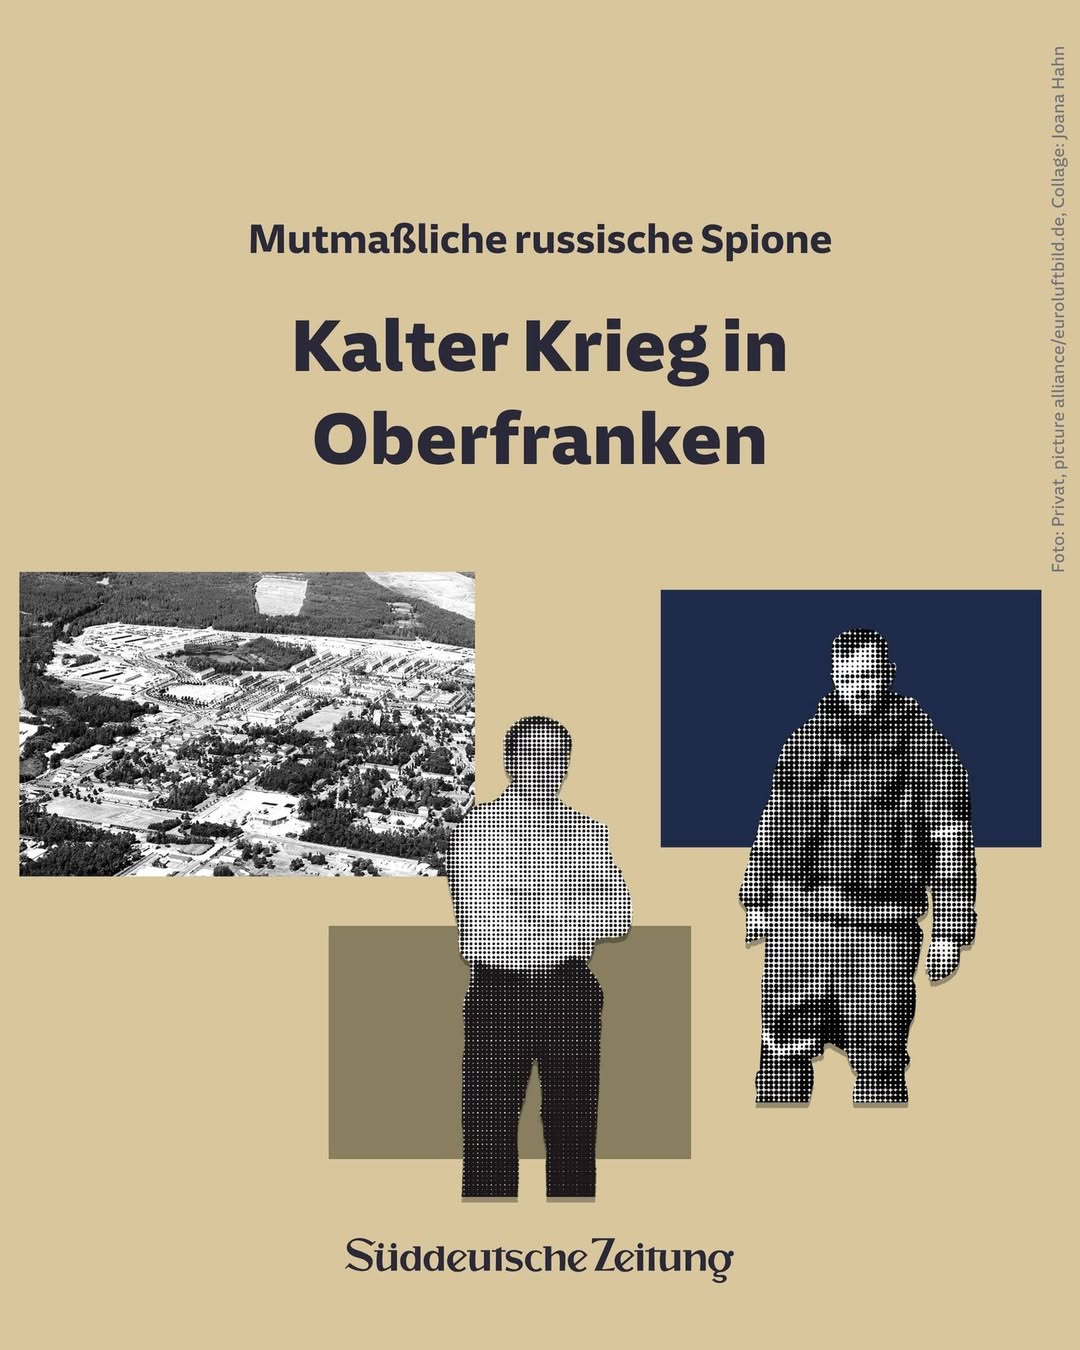 Mutmaßliche russische Spione
Kalter Krieg in
Oberfranken
Foto: Privat, picture alliance/euroluftbild.de, Collage: Joana Hahn
Süddeutsche Zeitung